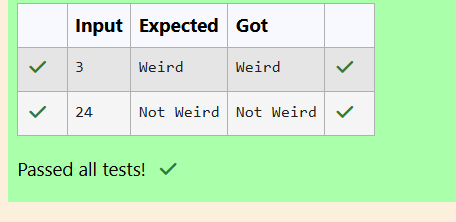 Input Expected Got
3 Weird Weird
24 Not Weird Not Weird
Passed all tests!